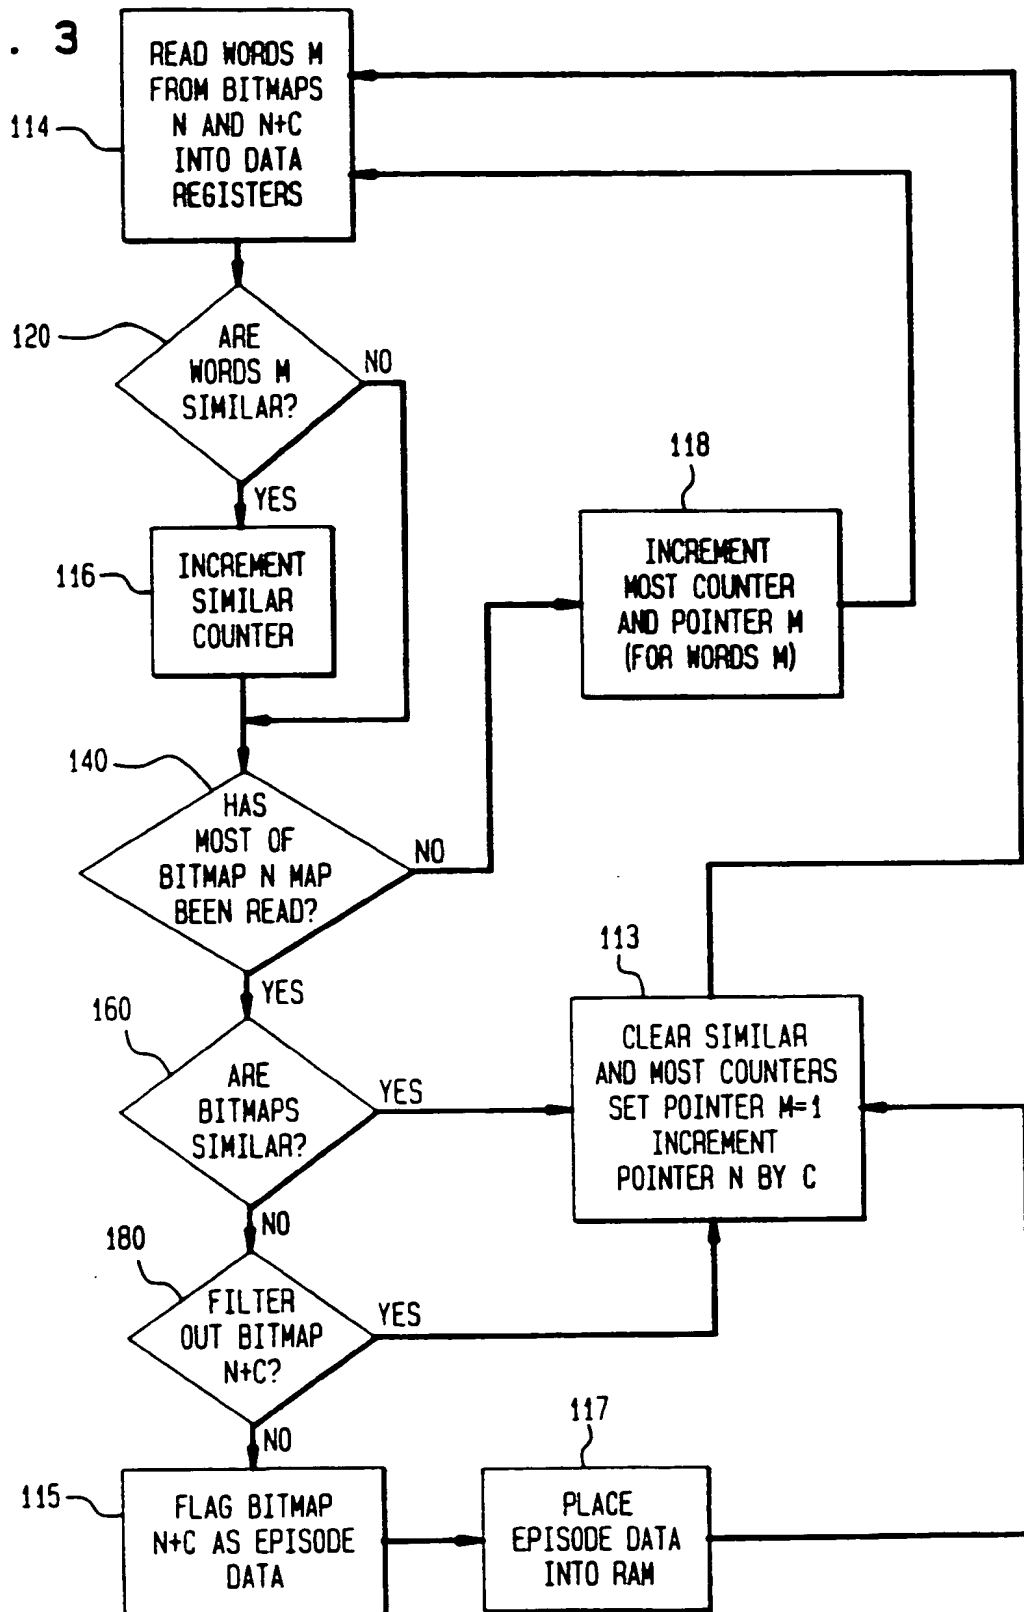 . 3
READ WORDS M
FROM BITMAPS
N AND N+C
INTO DATA
REGISTERS
114
120
ARE
WORDS M
SIMILAR?
NO
YES
116
INCREMENT
SIMILAR
COUNTER
118
INCREMENT
MOST COUNTER
AND POINTER M
(FOR WORDS M)
140
HAS
MOST OF
BITMAP N MAP
BEEN READ?
NO
YES
160
ARE
BITMAPS
SIMILAR?
YES
NO
113
CLEAR SIMILAR
AND MOST COUNTERS
SET POINTER M=1
INCREMENT
POINTER N BY C
180
FILTER
OUT BITMAP
N+C?
YES
NO
115
FLAG BITMAP
N+C AS EPISODE
DATA
117
PLACE
EPISODE DATA
INTO RAM